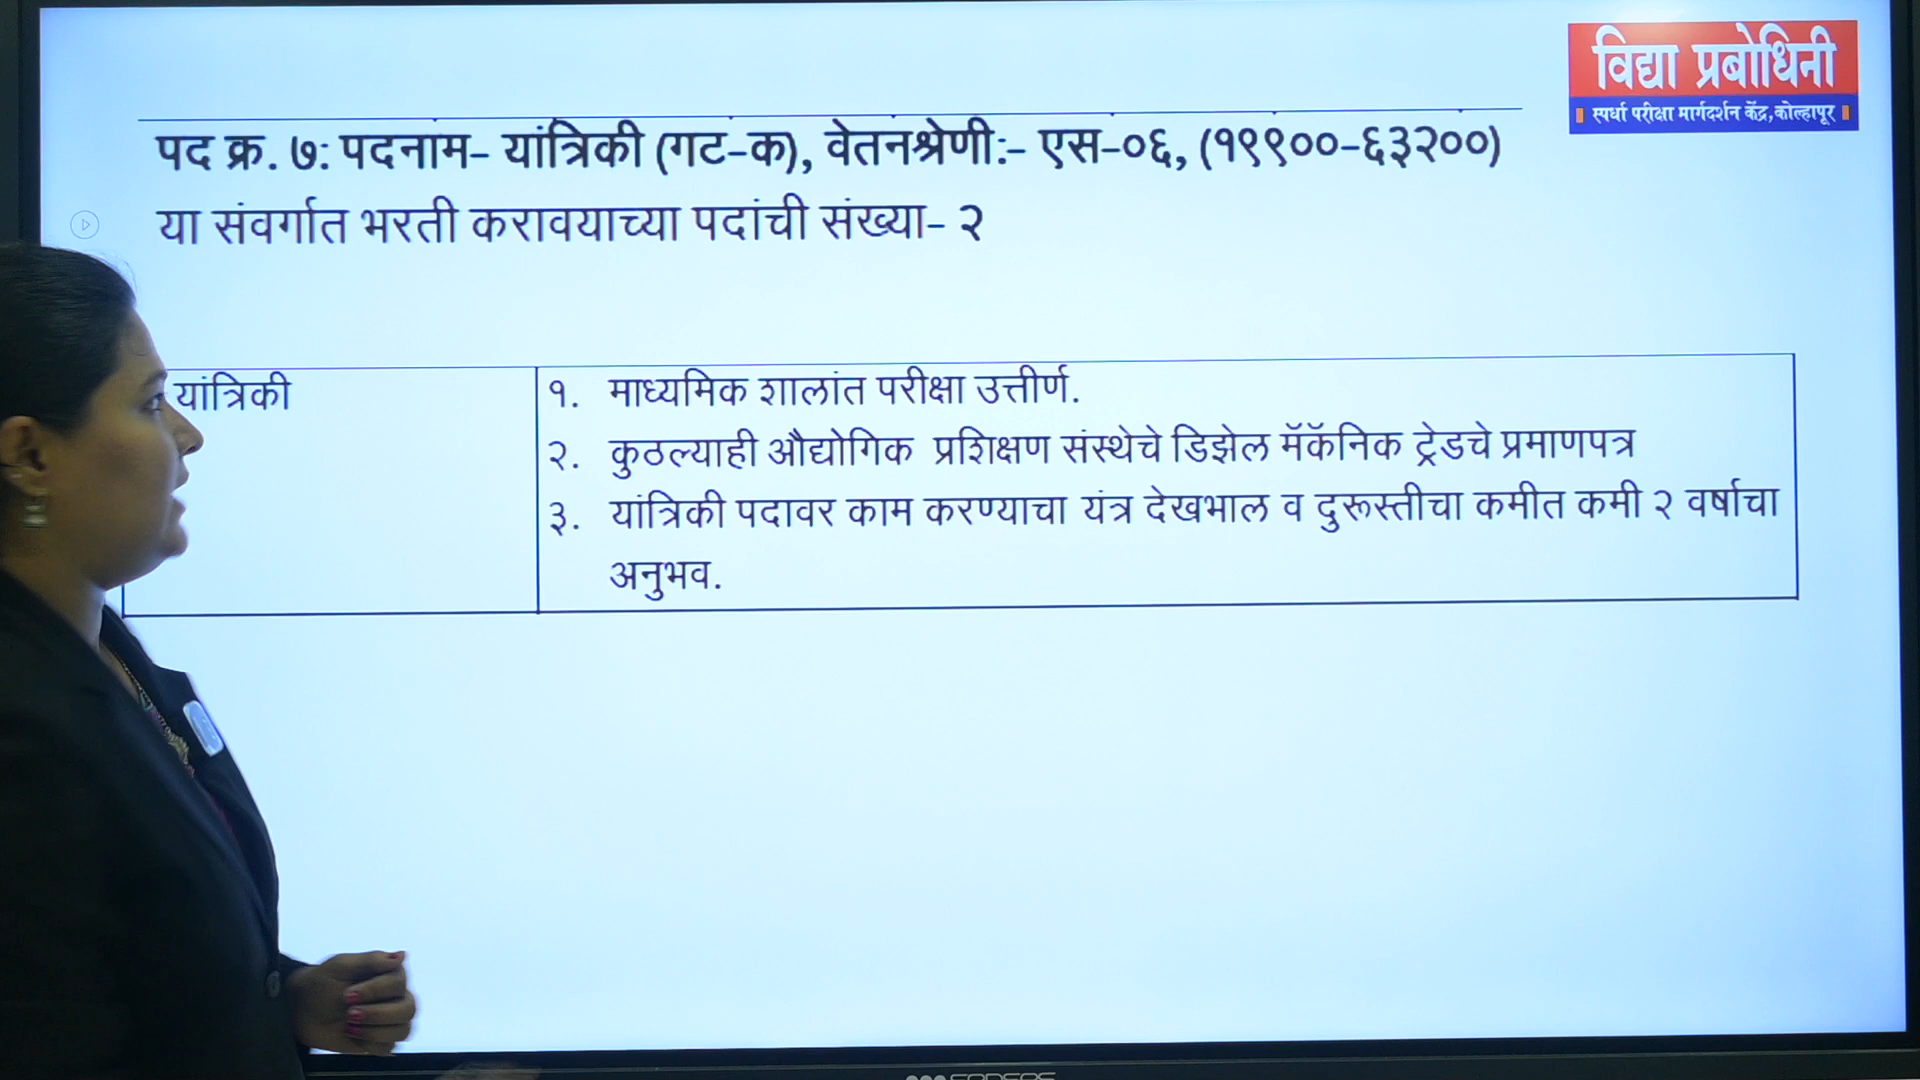 विद्या प्रबोधिनी
स्पर्धा परीक्षा मार्गदर्शन केंद्र,कोल्हापूर
पद क्र. ७: पदनाम– यांत्रिकी (गट–क), वेतनश्रेणी:– एस–०६, (१९९००–६३२००)
या संवर्गात भरती करावयाच्या पदांची संख्या– २
यांत्रिकी
१. माध्यमिक शालांत परीक्षा उत्तीर्ण.
२. कुठल्याही औद्योगिक प्रशिक्षण संस्थेचे डिझेल मॅकॅनिक ट्रेडचे प्रमाणपत्र
३. यांत्रिकी पदावर काम करण्याचा यंत्र देखभाल व दुरूस्तीचा कमीत कमी २ वर्षाचा
अनुभव.